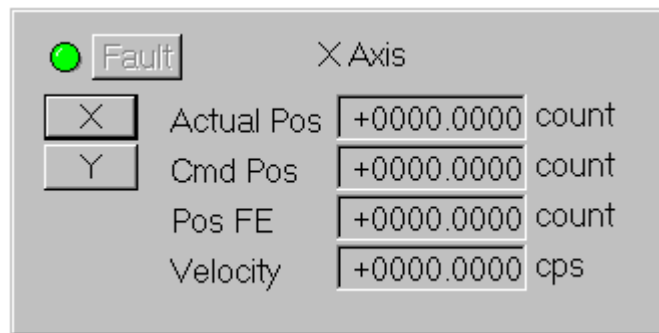 Fault X Axis
X Actual Pos +0000.0000 count
Y Cmd Pos +0000.0000 count
Pos FE +0000.0000 count
Velocity +0000.0000 cps